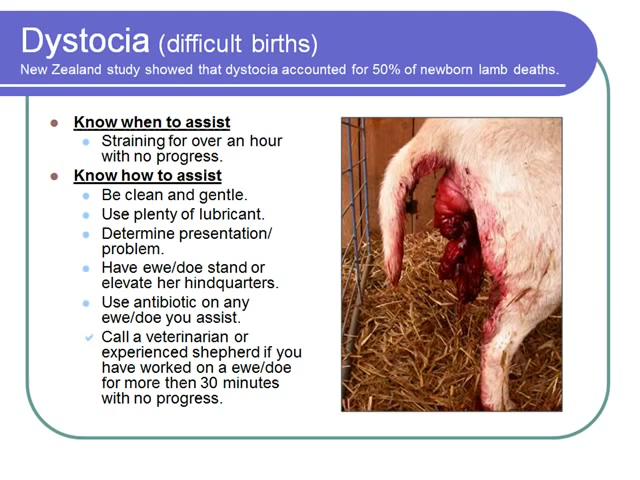 Dystocia (difficult births)
New Zealand study showed that dystocia accounted for 50% of newborn lamb deaths.
Know when to assist
Straining for over an hour
with no progress.
Know how to assist
Be clean and gentle.
Use plenty of lubricant.
Determine presentation/
problem.
Have ewe/doe stand or
elevate her hindquarters.
Use antibiotic on any
ewe/doe you assist.
Call a veterinarian or
experienced shepherd if you
have worked on a ewe/doe
for more then 30 minutes
with no progress.